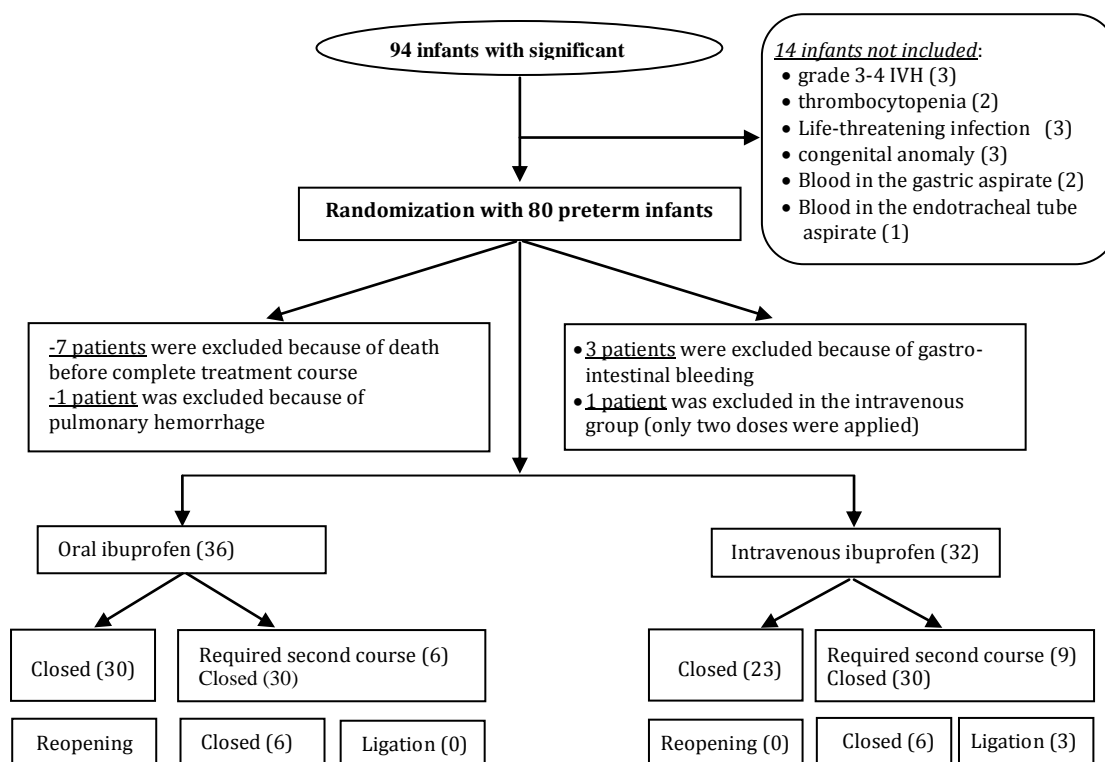 94 infants with significant
14 infants not included:
• grade 3-4 IVH (3)
• thrombocytopenia (2)
• Life-threatening infection (3)
• congenital anomaly (3)
• Blood in the gastric aspirate (2)
• Blood in the endotracheal tube
aspirate (1)
Randomization with 80 preterm infants
-7 patients were excluded because of death
before complete treatment course
-1 patient was excluded because of
pulmonary hemorrhage
• 3 patients were excluded because of gastro-
intestinal bleeding
• 1 patient was excluded in the intravenous
group (only two doses were applied)
Oral ibuprofen (36)
Intravenous ibuprofen (32)
Closed (30)
Required second course (6)
Closed (30)
Closed (23)
Required second course (9)
Closed (30)
Reopening
Closed (6)
Ligation (0)
Reopening (0)
Closed (6)
Ligation (3)